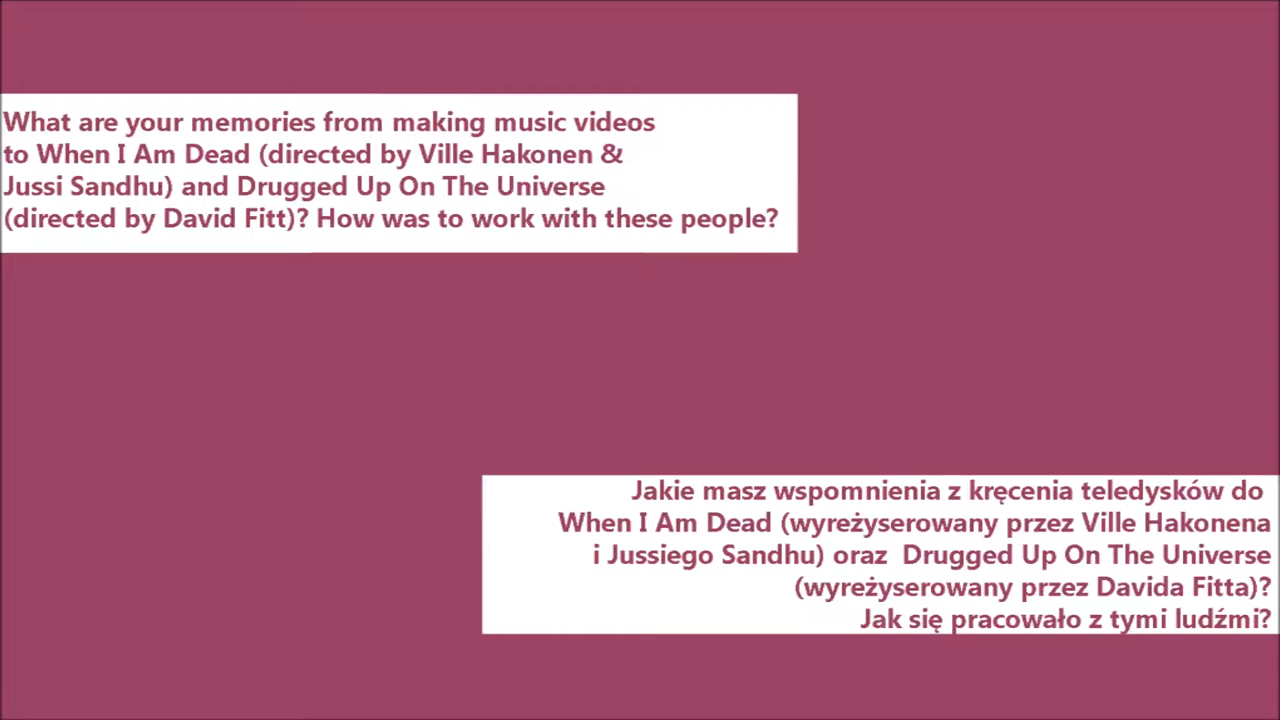 What are your memories from making music videos
to When I Am Dead (directed by Ville Hakonen &
Jussi Sandhu) and Drugged Up On The Universe
(directed by David Fitt)? How was to work with these people?
Jakie masz wspomnienia z kręcenia teledysków do
When I Am Dead (wyreżyserowany przez Ville Hakonena
i Jussiego Sandhu) oraz  Drugged Up On The Universe
(wyreżyserowany przez Davida Fitta)?
Jak się pracowało z tymi ludźmi?